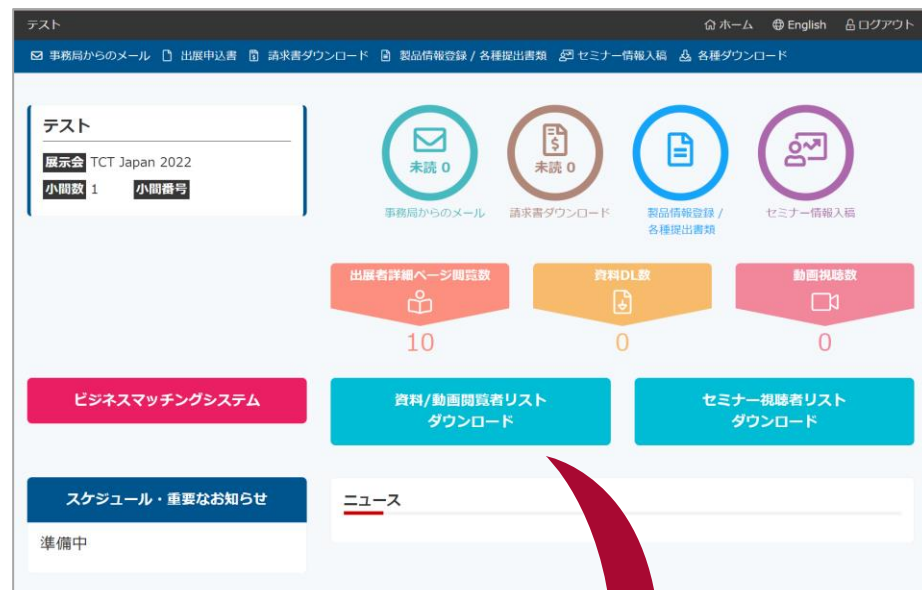 テスト
ホーム English ログアウト
事務局からのメール 出展申込書 請求書ダウンロード 製品情報登録 / 各種提出書類 セミナー情報入稿 各種ダウンロード
テスト
展示会 TCT Japan 2022
小間数 1 小間番号
未読 0
未読 0
事務局からのメール
請求書ダウンロード
製品情報登録 /
各種提出書類
セミナー情報入稿
出展者詳細ページ閲覧数
資料DL数
動画視聴数
10
0
0
ビジネスマッチングシステム
資料/動画閲覧者リスト
ダウンロード
セミナー視聴者リスト
ダウンロード
スケジュール・重要なお知らせ
準備中
ニュース